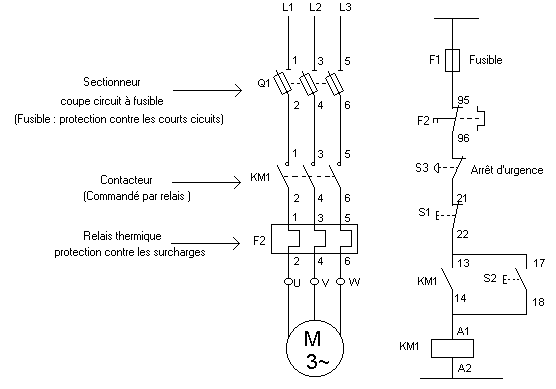 L1 L2 L3
1 3 5
Sectionneur
coupe circuit à fusible
(Fusible : protection contre les courts circuits)
Q1
2 4 6
1 3 5
Contacteur
(Commandé par relais )
KM1
2 4 6
1 3 5
Relais thermique
protection contre les surcharges
F2
2 4 6
U V W
M
3~
F1 Fusible
95
F2
96
S3 Arrêt d'urgence
21
S1
22
13 17
KM1 S2
14 18
A1
KM1
A2